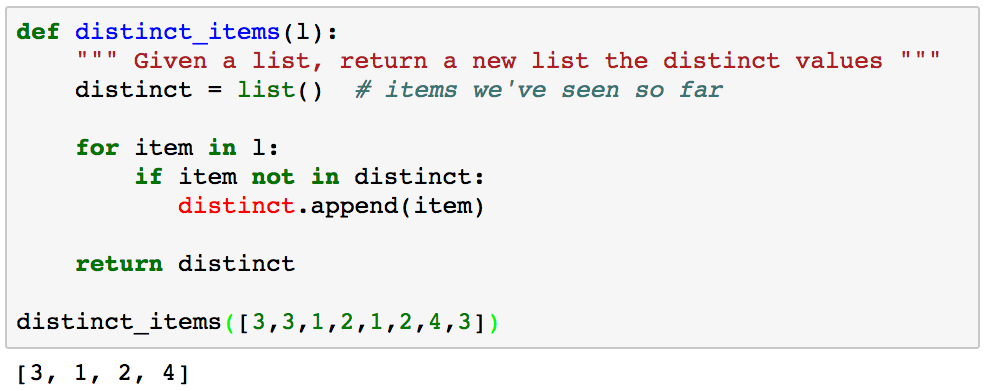 def distinct_items(l):
    """ Given a list, return a new list the distinct values """
    distinct = list()  # items we've seen so far
    for item in l:
        if item not in distinct:
           distinct.append(item)
    return distinct
distinct_items([3,3,1,2,1,2,4,3])
[3, 1, 2, 4]